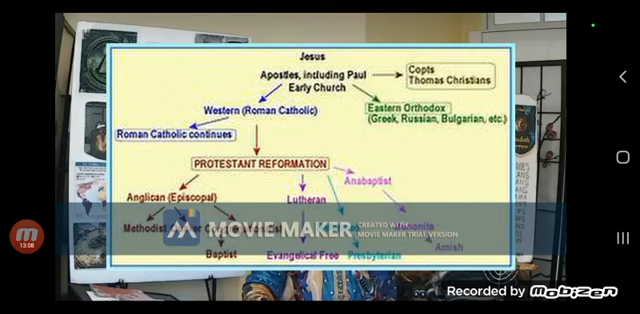 Jesus
Apostles, including Paul
Early Church
Copts
Thomas Christians
Western (Roman Catholic)
Eastern Orthodox
(Greek, Russian, Bulgarian, etc.)
Roman Catholic continues
PROTESTANT REFORMATION
Anabaptist
Anglican (Episcopal)
Lutheran
Methodist
MOVIE MAKER
CREATED WITH
MOVIE MAKER TRIAL VERSION
Amish
Baptist
Evangelical Free
Presbyterian
13:08
Recorded by Mobizen